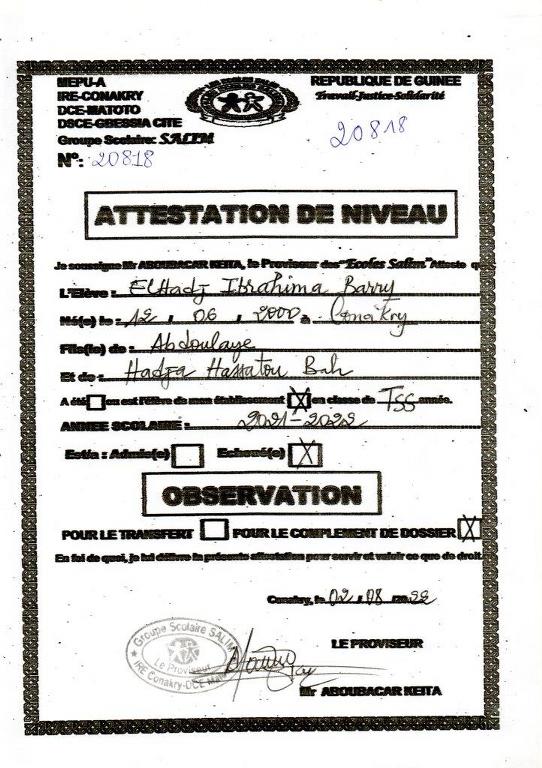 MEPU-A
REPUBLIQUE DE GUINEE
IRE-CONAKRY
Travail-Justice-Solidarité
DCE-MATOTO
DSCE-GBESSIA CITE
Groupe Scolaire: SALIM
20818
N°: 20818
ATTESTATION DE NIVEAU
Je soussigne Mr ABOUBACAR KEITA, le Proviseur des "Ecoles Salim" Atteste qu
L'Elève: ElHadj Ibrahima Barry
Né(e) le: 12, 06, 2000 à Conakry
Fils(le) de: Abdoulaye
Et de: Hadja Hassatou Bah
A été ou est l'élève de mon établissement X en classe de TSS année.
ANNEE SCOLAIRE: 2021-2022
Est/a: Admis(e) Echoué(e) X
OBSERVATION
POUR LE TRANSFERT POUR LE COMPLEMENT DE DOSSIER X
En foi de quoi, je lui délivre la présente attestation pour servir et valoir ce que de droit.
Conakry, le 02, 08, 2022
Groupe Scolaire SALIM
LE PROVISEUR
Le Proviseur
IRE Conakry-DCE
Mr ABOUBACAR KEITA